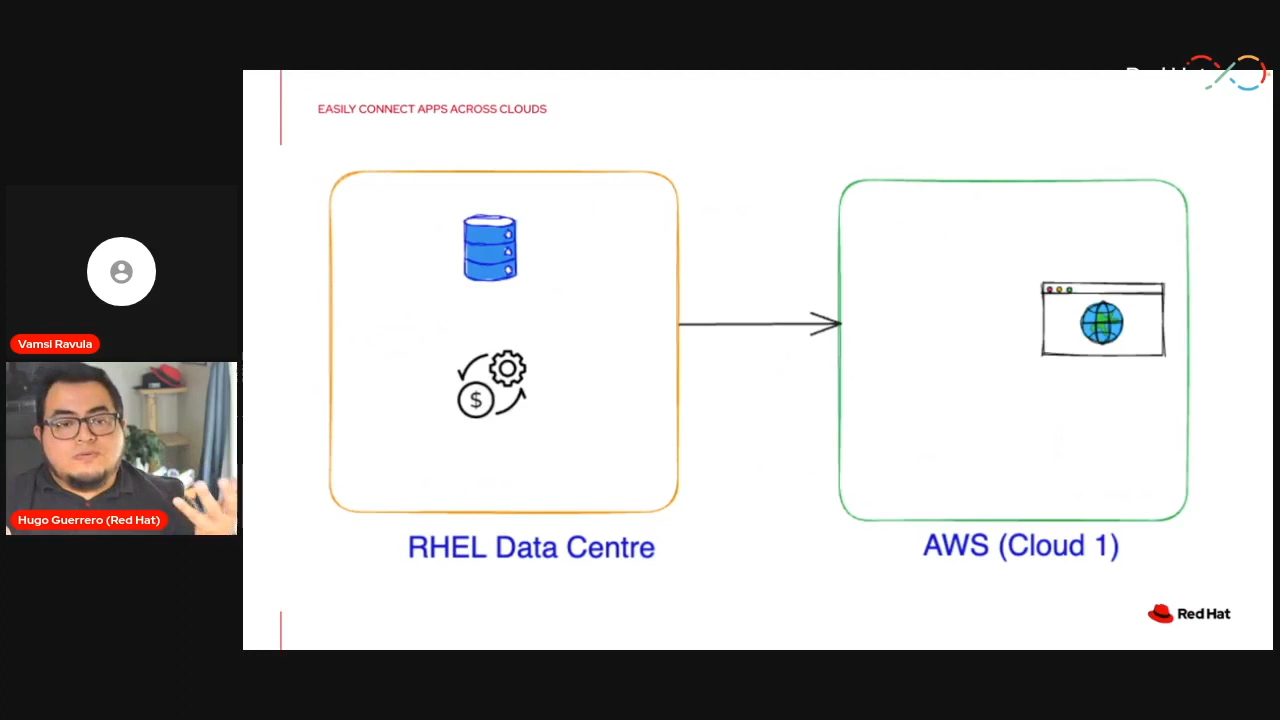 EASILY CONNECT APPS ACROSS CLOUDS
$
RHEL Data Centre
AWS (Cloud 1)
Red Hat
Vamsi Ravula
Hugo Guerrero (Red Hat)